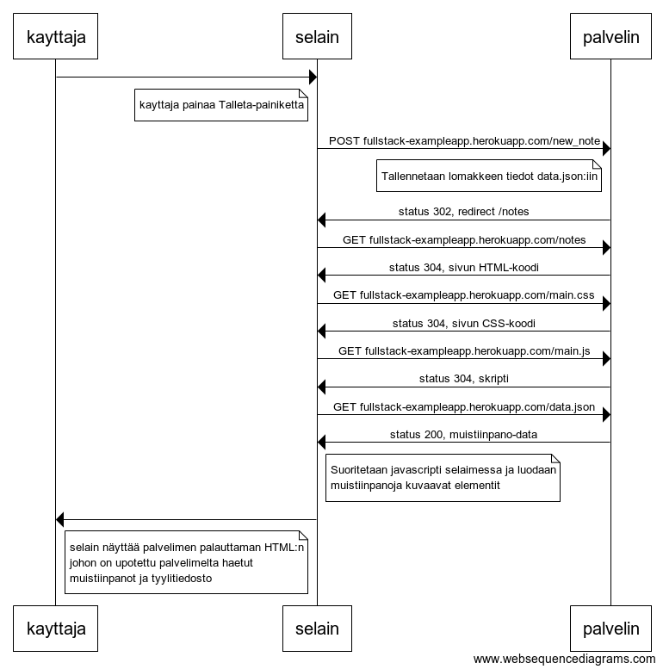 kayttaja
selain
palvelin
kayttaja painaa Talleta-painiketta
POST fullstack-exampleapp.herokuapp.com/new_note
Tallennetaan lomakkeen tiedot data.json:iin
status 302, redirect /notes
GET fullstack-exampleapp.herokuapp.com/notes
status 304, sivun HTML-koodi
GET fullstack-exampleapp.herokuapp.com/main.css
status 304, sivun CSS-koodi
GET fullstack-exampleapp.herokuapp.com/main.js
status 304, skripti
GET fullstack-exampleapp.herokuapp.com/data.json
status 200, muistiinpano-data
Suoritetaan javascripti selaimessa ja luodaan
muistiinpanoja kuvaavat elementit
selain näyttää palvelimen palauttaman HTML:n
johon on upotettu palvelimelta haetut
muistiinpanot ja tyylitiedosto
kayttaja
selain
palvelin
www.websequencediagrams.com